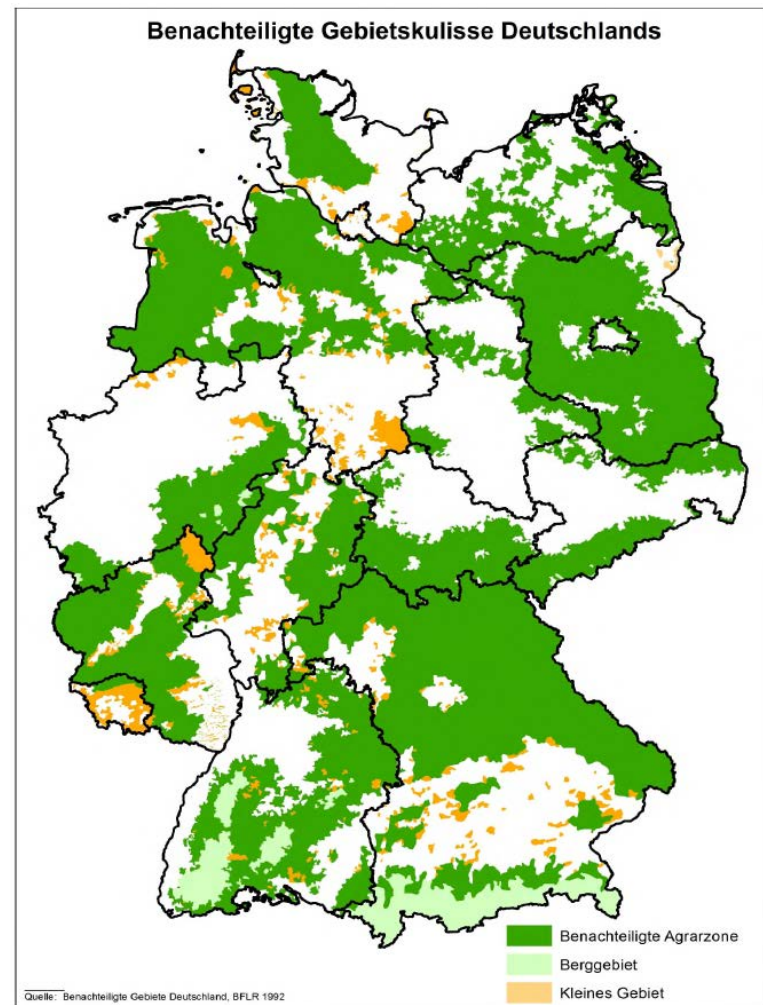 Benachteiligte Gebietskulisse Deutschlands
Benachteiligte Agrarzone
Berggebiet
Kleines Gebiet
Quelle: Benachteiligte Gebiete Deutschland, BFLR 1992